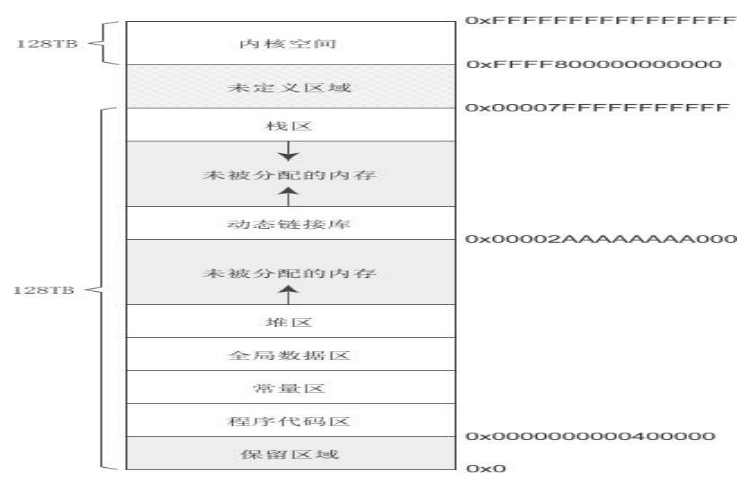 0xFFFFFFFFFFFFFFFF
128TB
内核空间
0xFFFF800000000000
未定义区域
0x00007FFFFFFFFFFF
栈区
未被分配的内存
动态链接库
0x00002AAAAAAAA000
未被分配的内存
128TB
堆区
全局数据区
常量区
程序代码区
0x0000000000400000
保留区域
0x0